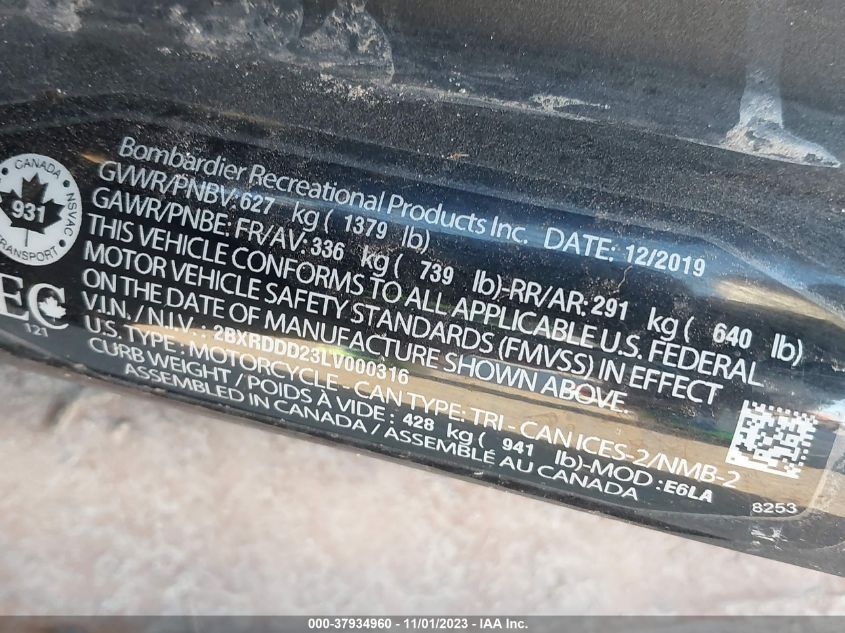 CANADA
NSVAC
931
TRANSPORT
EC
121
Bombardier Recreational Products Inc. DATE: 12/2019
GVWR/PNBV: 627 kg ( 1379 lb)
GAWR/PNBE: FR/AV: 336 kg ( 739 lb)-RR/AR: 291 kg ( 640 lb)
THIS VEHICLE CONFORMS TO ALL APPLICABLE U.S. FEDERAL
MOTOR VEHICLE SAFETY STANDARDS (FMVSS) IN EFFECT
ON THE DATE OF MANUFACTURE SHOWN ABOVE.
V.I.N. / N.I.V. : 2BXRDDD23LV000316
U.S. TYPE : MOTORCYCLE - CAN TYPE: TRI - CAN ICES-2/NMB-2
CURB WEIGHT / POIDS À VIDE : 428 kg ( 941 lb)-MOD : E6LA
ASSEMBLED IN CANADA / ASSEMBLÉ AU CANADA
8253
000-37934960 - 11/01/2023 - IAA Inc.